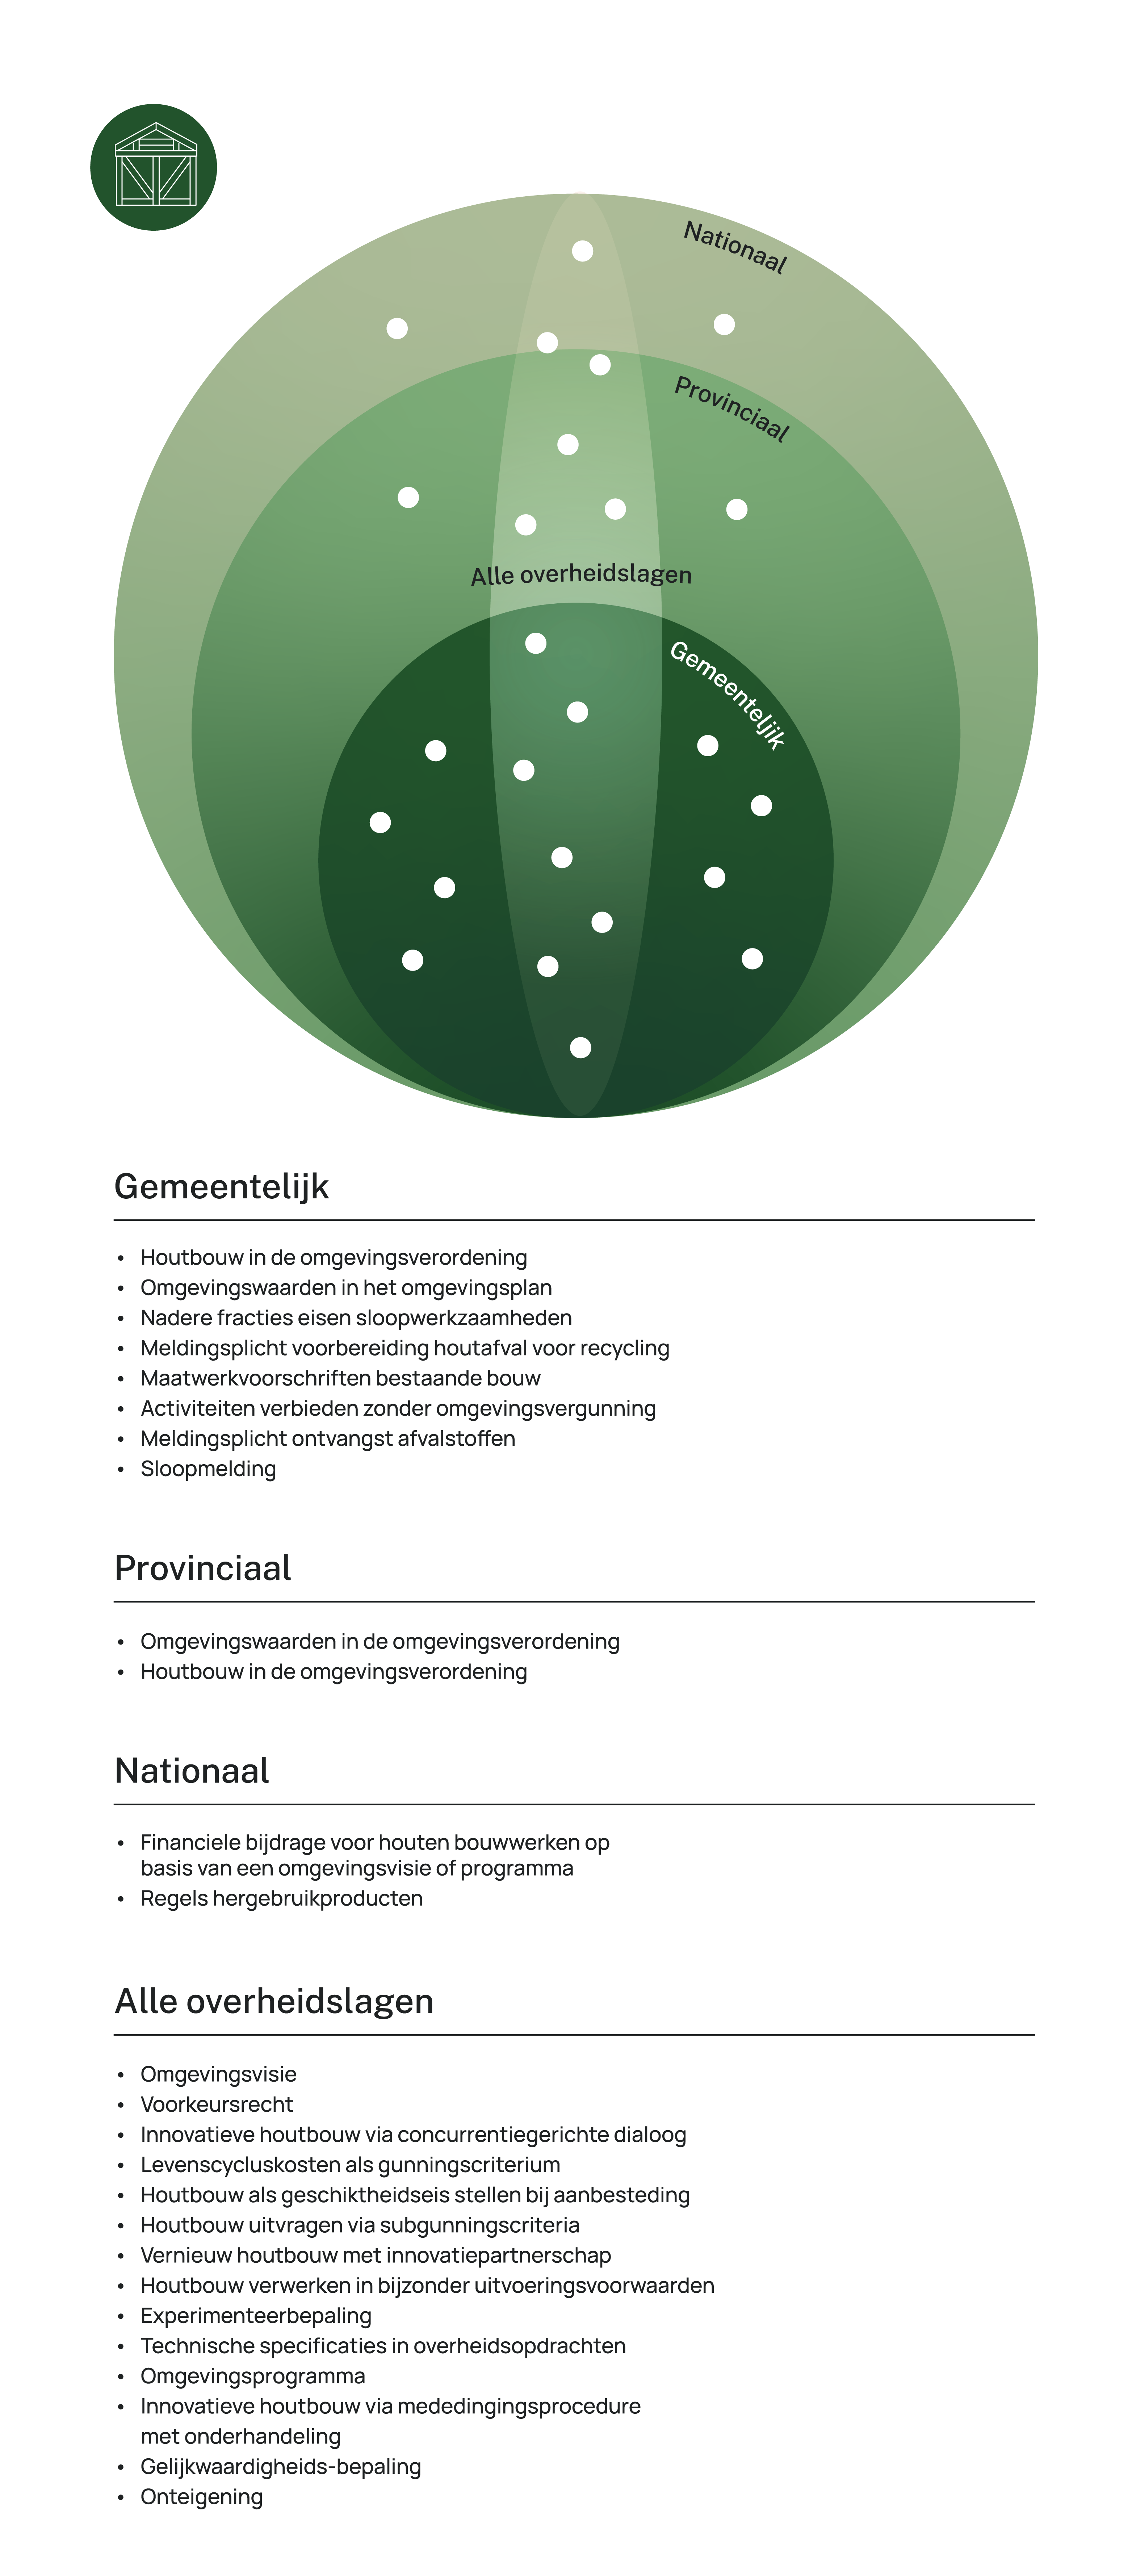 Nationaal
Provinciaal
Alle overheidslagen
Gemeentelijk
Gemeentelijk
• Houtbouw in de omgevingsverordening
• Omgevingswaarden in het omgevingsplan
• Nadere fracties eisen sloopwerkzaamheden
• Meldingsplicht voorbereiding houtafval voor recycling
• Maatwerkvoorschriften bestaande bouw
• Activiteiten verbieden zonder omgevingsvergunning
• Meldingsplicht ontvangst afvalstoffen
• Sloopmelding
Provinciaal
• Omgevingswaarden in de omgevingsverordening
• Houtbouw in de omgevingsverordening
Nationaal
• Financiele bijdrage voor houten bouwwerken op
basis van een omgevingsvisie of programma
• Regels hergebruikproducten
Alle overheidslagen
• Omgevingsvisie
• Voorkeursrecht
• Innovatieve houtbouw via concurrentiegerichte dialoog
• Levenscycluskosten als gunningscriterium
• Houtbouw als geschiktheidseis stellen bij aanbesteding
• Houtbouw uitvragen via subgunningscriteria
• Vernieuw houtbouw met innovatiepartnerschap
• Houtbouw verwerken in bijzonder uitvoeringsvoorwaarden
• Experimenteerbepaling
• Technische specificaties in overheidsopdrachten
• Omgevingsprogramma
• Innovatieve houtbouw via mededingingsprocedure
met onderhandeling
• Gelijkwaardigheids-bepaling
• Onteigening